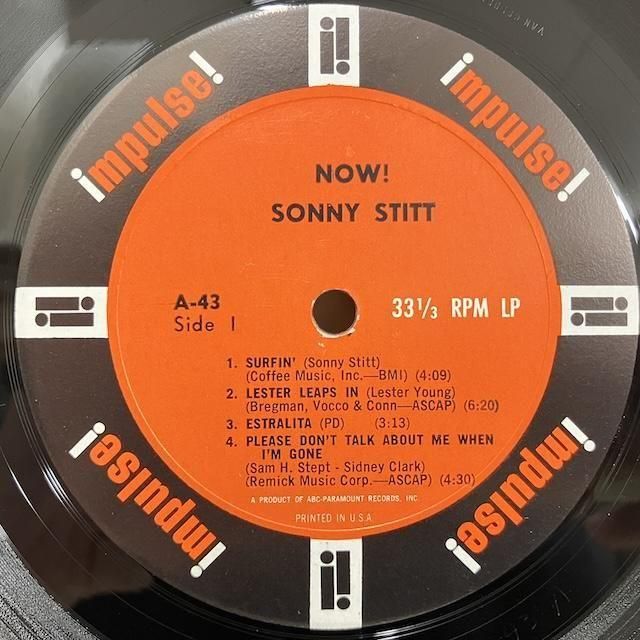 impulse!
impulse!
NOW!
SONNY STITT
A-43
Side 1
33⅓ RPM LP
1. SURFIN' (Sonny Stitt)
(Coffee Music, Inc.—BMI) (4:09)
2. LESTER LEAPS IN (Lester Young)
(Bregman, Vocco & Conn—ASCAP) (6:20)
3. ESTRALITA (PD) (3:13)
4. PLEASE DON'T TALK ABOUT ME WHEN
I'M GONE
(Sam H. Stept - Sidney Clark)
(Remick Music Corp.—ASCAP) (4:30)
A PRODUCT OF ABC-PARAMOUNT RECORDS, INC.
PRINTED IN U.S.A.
impulse!
impulse!